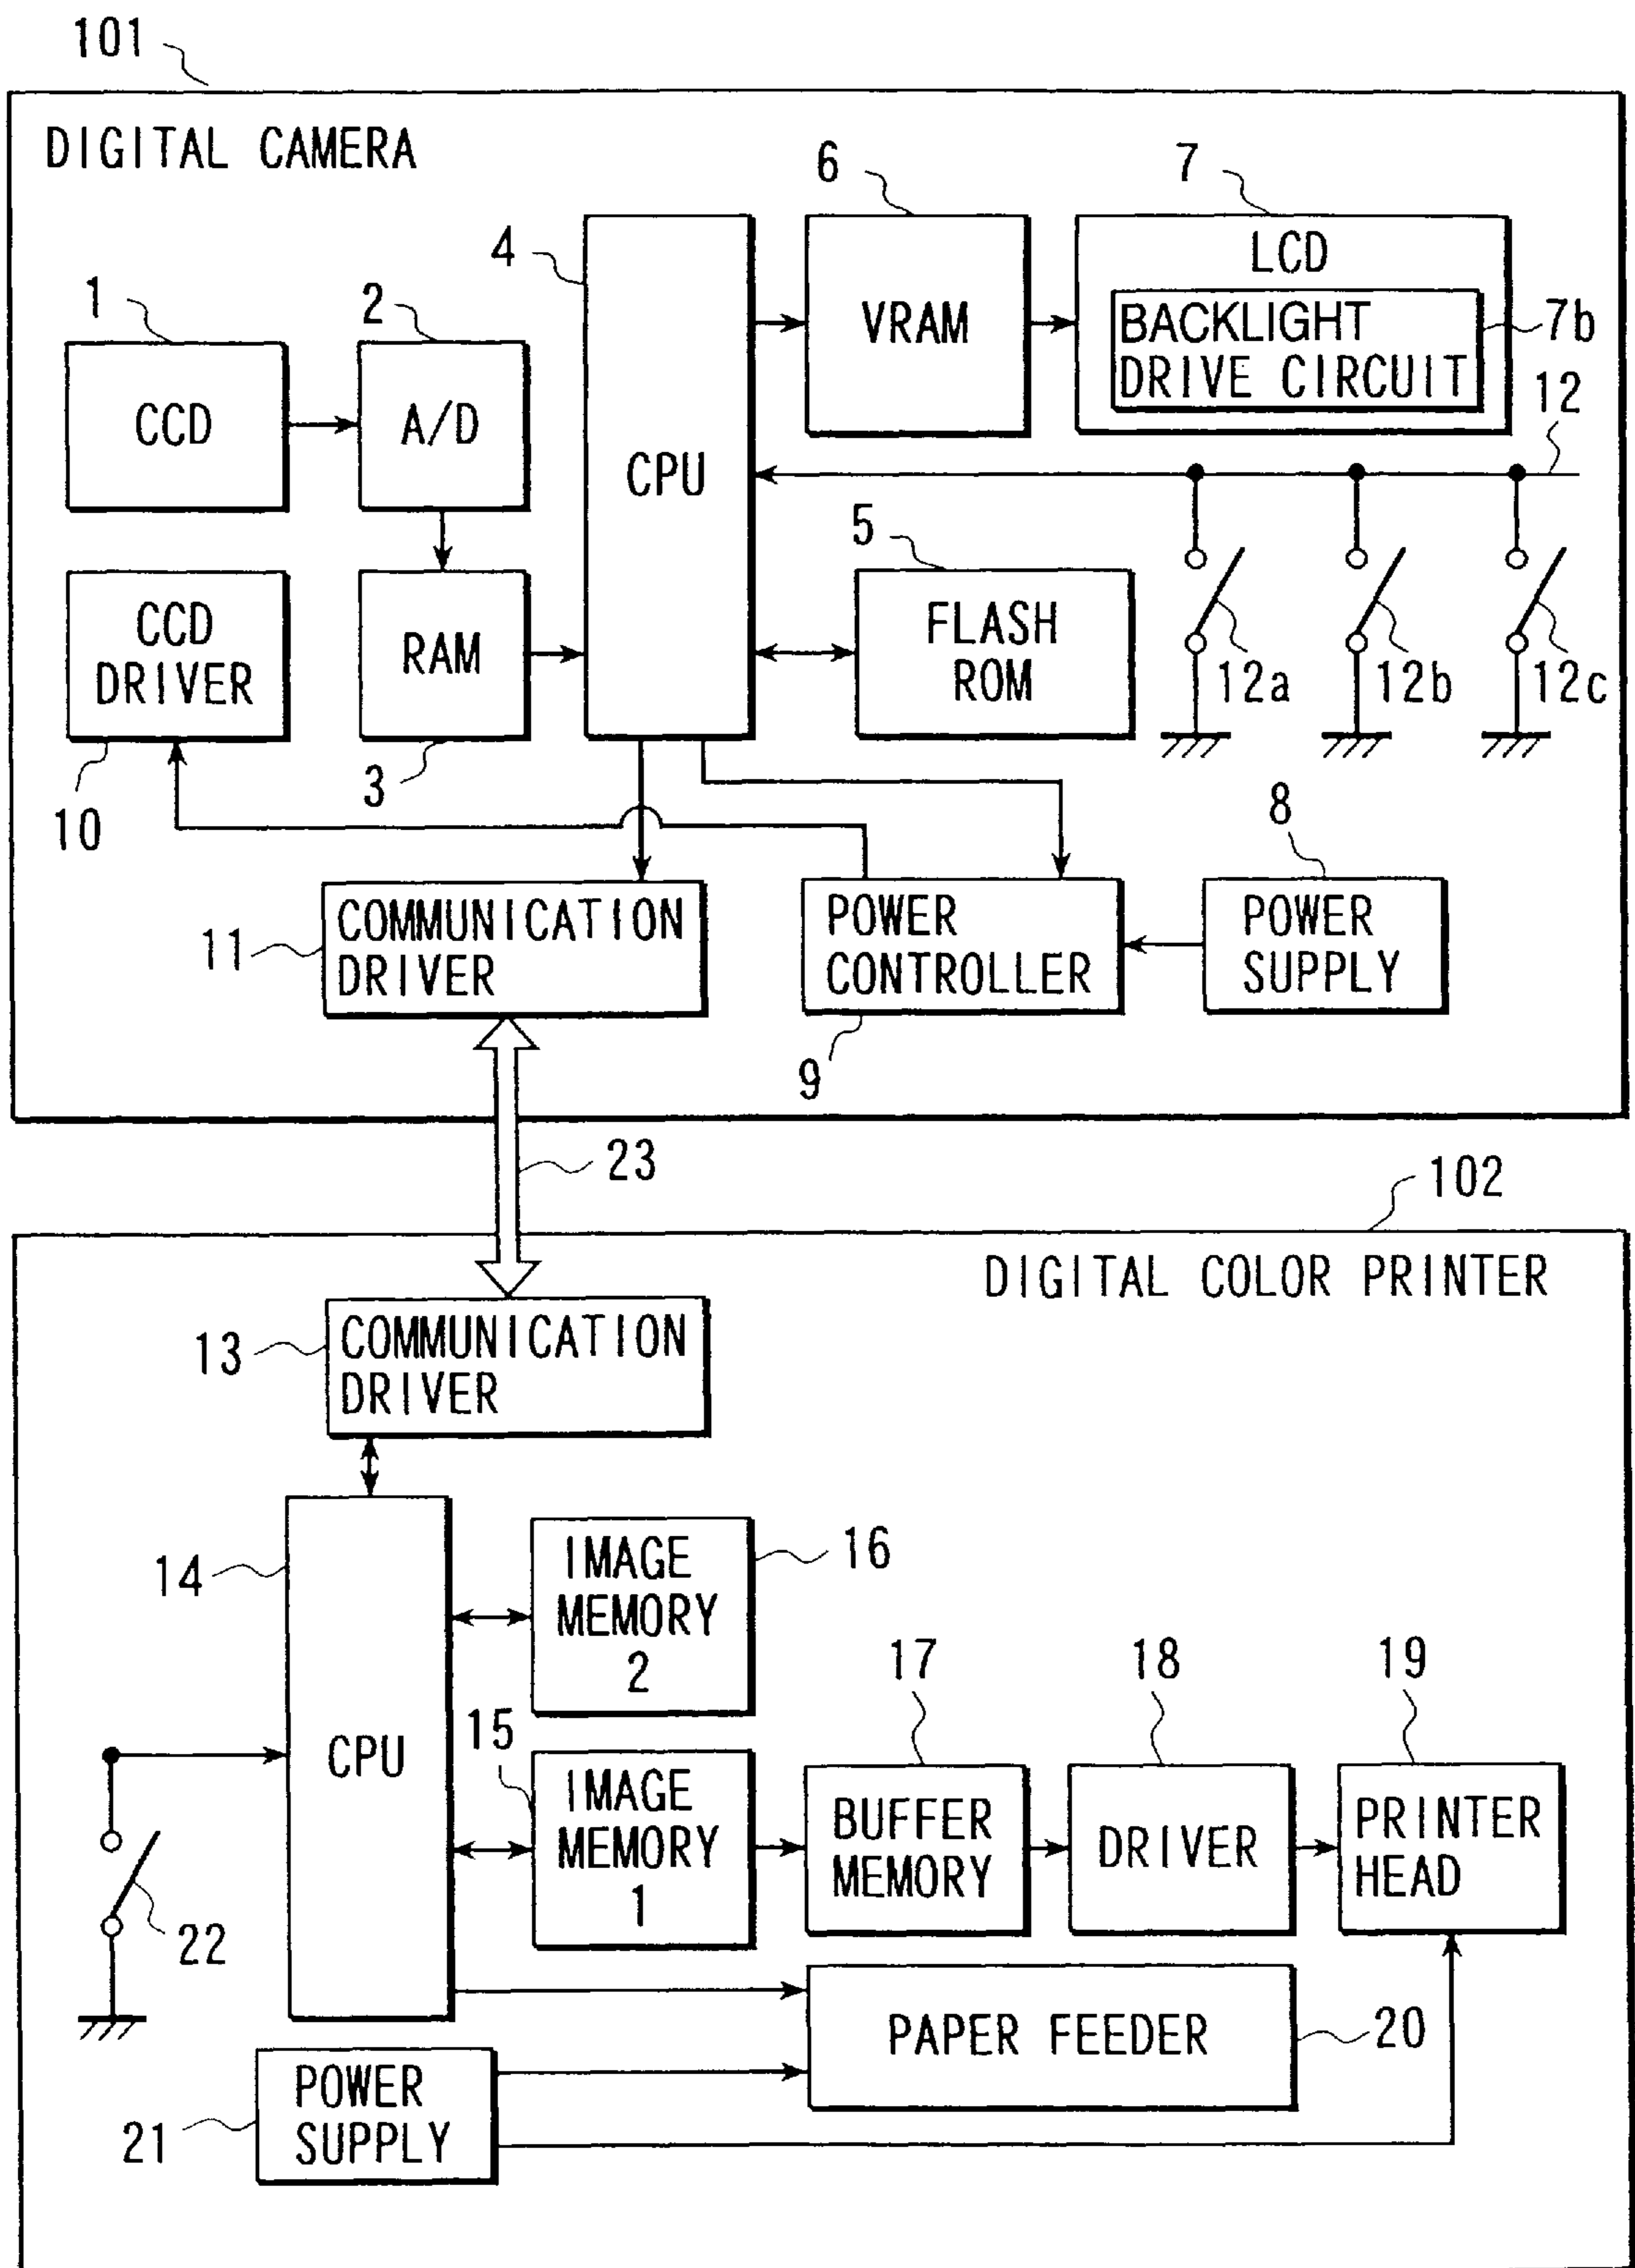 101
DIGITAL CAMERA
6
7
4
LCD
1
2
VRAM
BACKLIGHT
DRIVE CIRCUIT
7b
12
CCD
A/D
CPU
5
CCD
DRIVER
RAM
FLASH
ROM
12a
12b
12c
3
10
8
11
COMMUNICATION
DRIVER
POWER
CONTROLLER
POWER
SUPPLY
9
23
102
DIGITAL COLOR PRINTER
13
COMMUNICATION
DRIVER
14
IMAGE
MEMORY
2
16
17
18
19
15
CPU
IMAGE
MEMORY
1
BUFFER
MEMORY
DRIVER
PRINTER
HEAD
22
PAPER FEEDER
20
POWER
SUPPLY
21